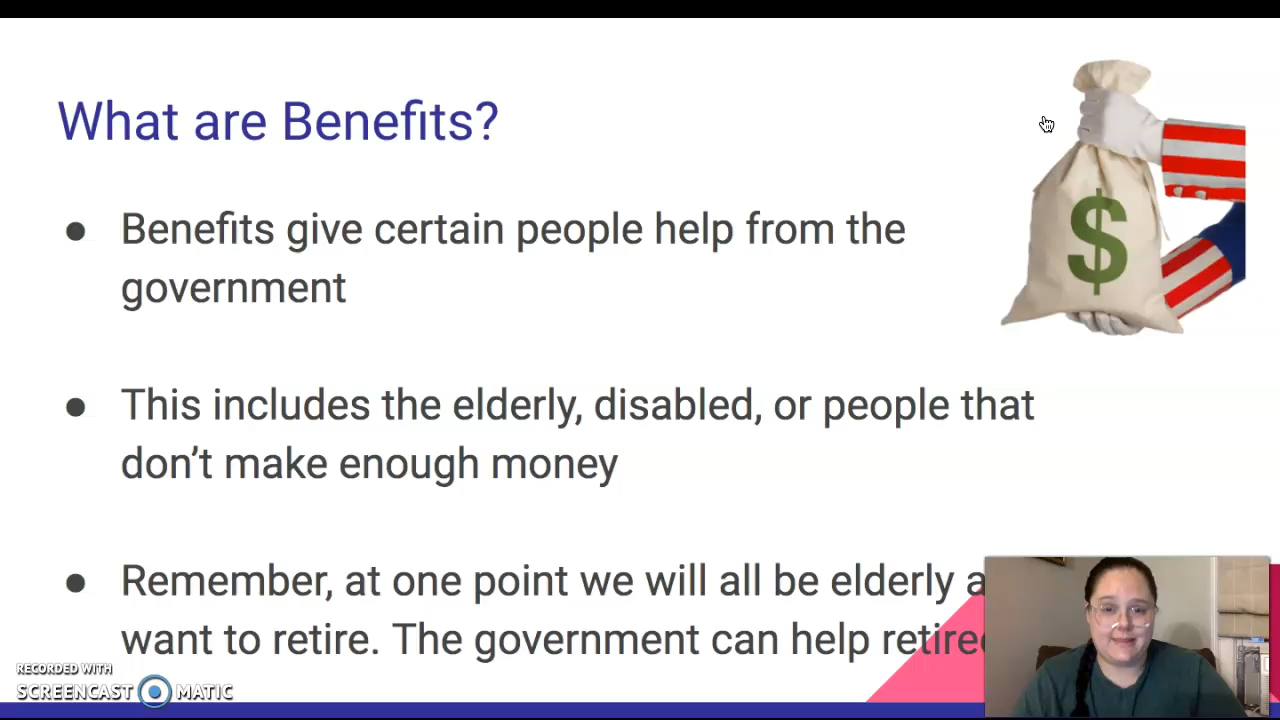 What are Benefits?
$
● Benefits give certain people help from the
government
● This includes the elderly, disabled, or people that
don’t make enough money
● Remember, at one point we will all be elderly a
want to retire. The government can help
RECORDED WITH
SCREENCAST MATIC